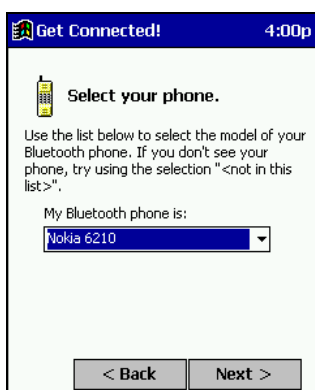 Get Connected! 4:00p
Select your phone.
Use the list below to select the model of your
Bluetooth phone. If you don't see your
phone, try using the selection "<not in this
list>".
My Bluetooth phone is:
Nokia 6210
< Back Next >